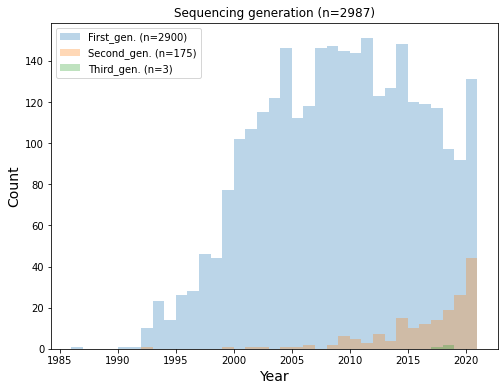 Sequencing generation (n=2987)
First_gen. (n=2900)
Second_gen. (n=175)
Third_gen. (n=3)
Count
140
120
100
80
60
40
20
0
1985 1990 1995 2000 2005 2010 2015 2020
Year